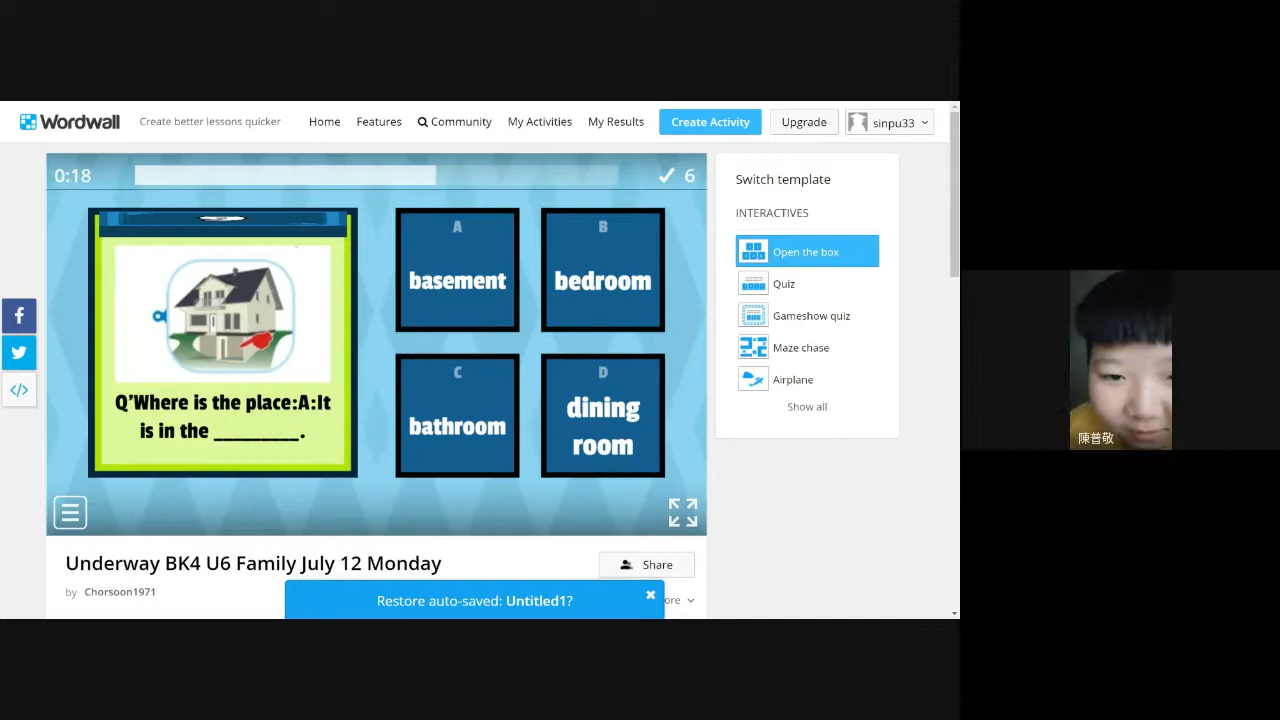 Wordwall
Create better lessons quicker
Home
Features
Community
My Activities
My Results
Create Activity
Upgrade
sinpu33
0:18
6
Q'Where is the place:A:It
is in the _________.
A
basement
B
bedroom
C
bathroom
D
dining
room
Switch template
INTERACTIVES
Open the box
Quiz
Gameshow quiz
Maze chase
Airplane
Show all
Underway BK4 U6 Family July 12 Monday
Share
by Chorsoon1971
Restore auto-saved: Untitled1?
ore
陳普敬